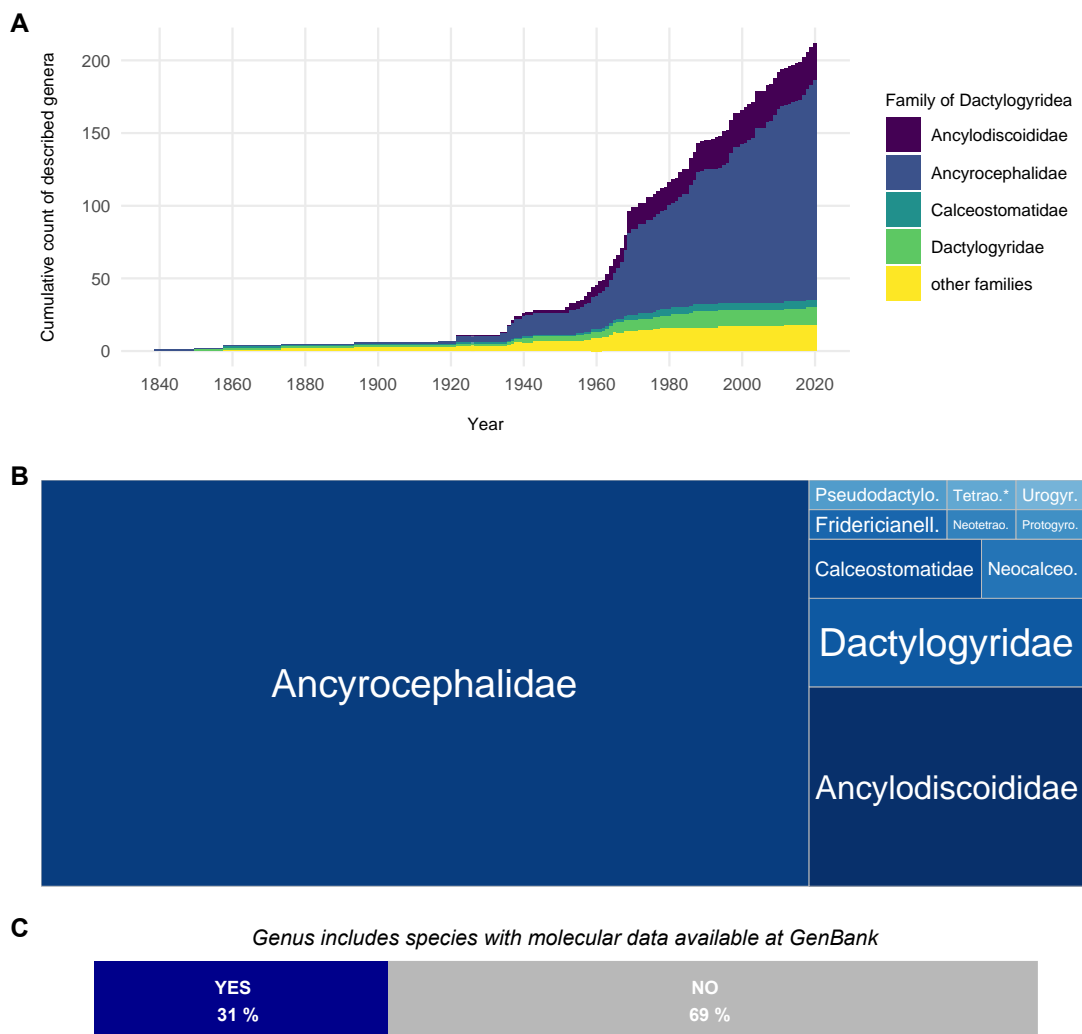 A
Cumulative count of described genera
200
150
100
50
0
1840
1860
1880
1900
1920
1940
1960
1980
2000
2020
Year
Family of Dactylogyridea
Ancylodiscoididae
Ancyrocephalidae
Calceostomatidae
Dactylogyridae
other families
B
Ancyrocephalidae
Pseudodactylo.
Tetrao.*
Urogyr.
Fridericianell.
Neotetrao.
Protogyro.
Calceostomatidae
Neocalceo.
Dactylogyridae
Ancylodiscoididae
C
Genus includes species with molecular data available at GenBank
YES
31 %
NO
69 %